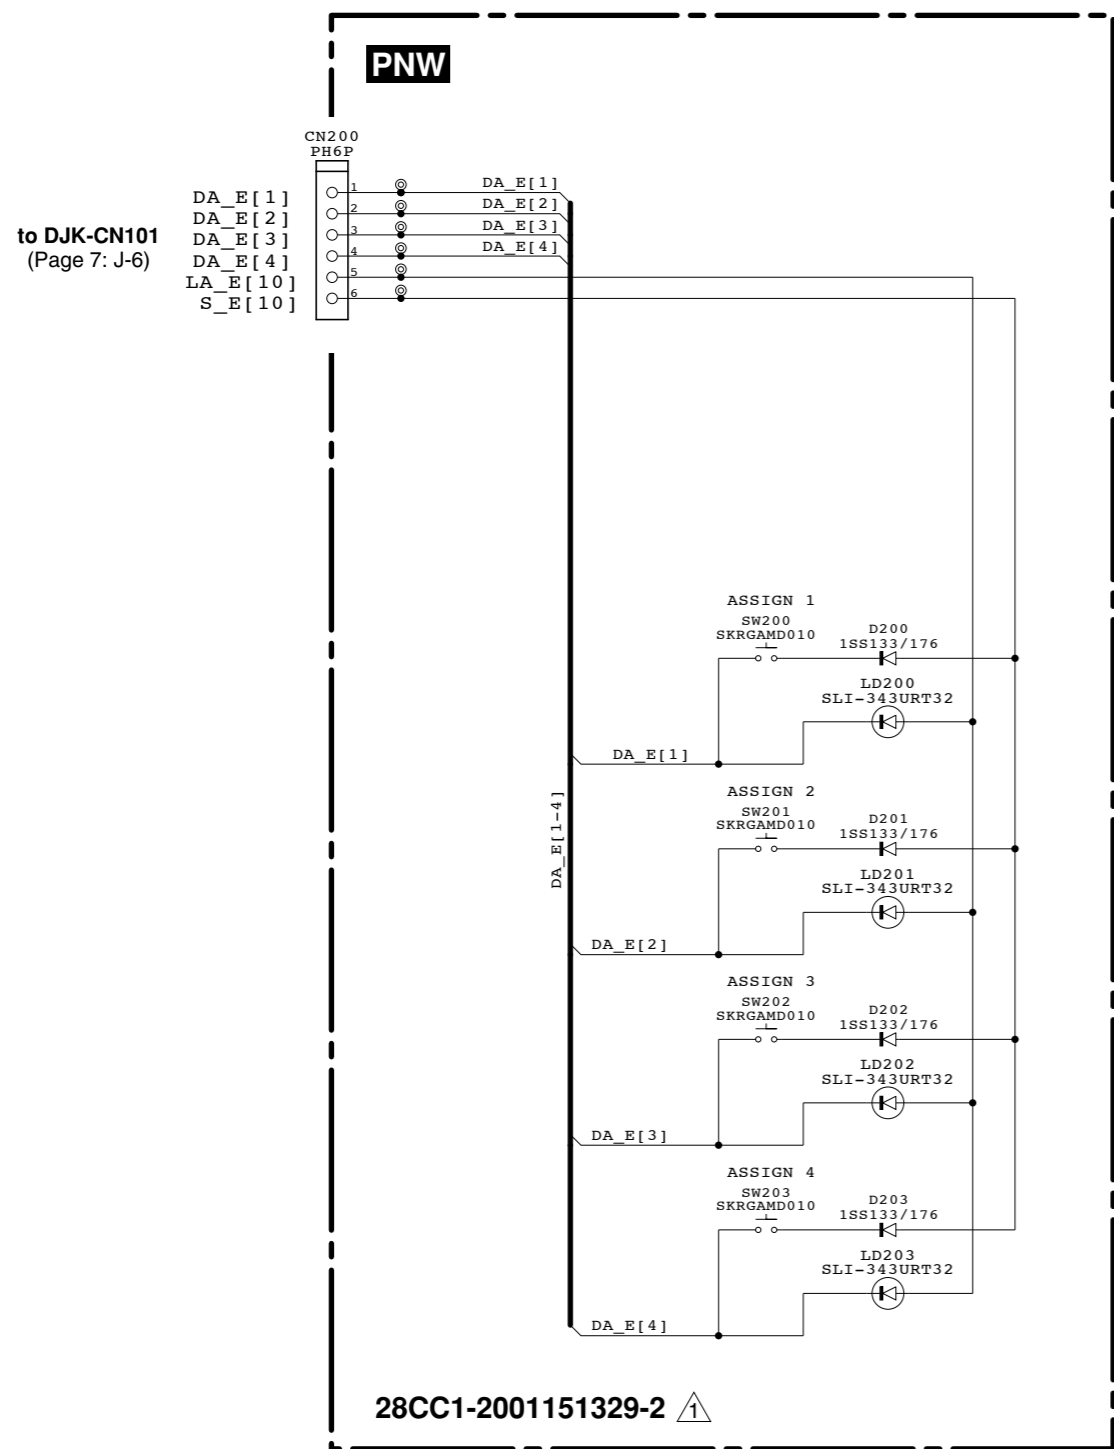 PNW
CN200
PH6P
to DJK-CN101
(Page 7: J-6)
DA_E[1]
DA_E[2]
DA_E[3]
DA_E[4]
LA_E[10]
S_E[10]
1
2
3
4
5
6
DA_E[1]
DA_E[2]
DA_E[3]
DA_E[4]
DA_E[1-4]
ASSIGN 1
SW200
SKRGAMD010
D200
1SS133/176
LD200
SLI-343URT32
DA_E[1]
ASSIGN 2
SW201
SKRGAMD010
D201
1SS133/176
LD201
SLI-343URT32
DA_E[2]
ASSIGN 3
SW202
SKRGAMD010
D202
1SS133/176
LD202
SLI-343URT32
DA_E[3]
ASSIGN 4
SW203
SKRGAMD010
D203
1SS133/176
LD203
SLI-343URT32
DA_E[4]
28CC1-2001151329-2 1